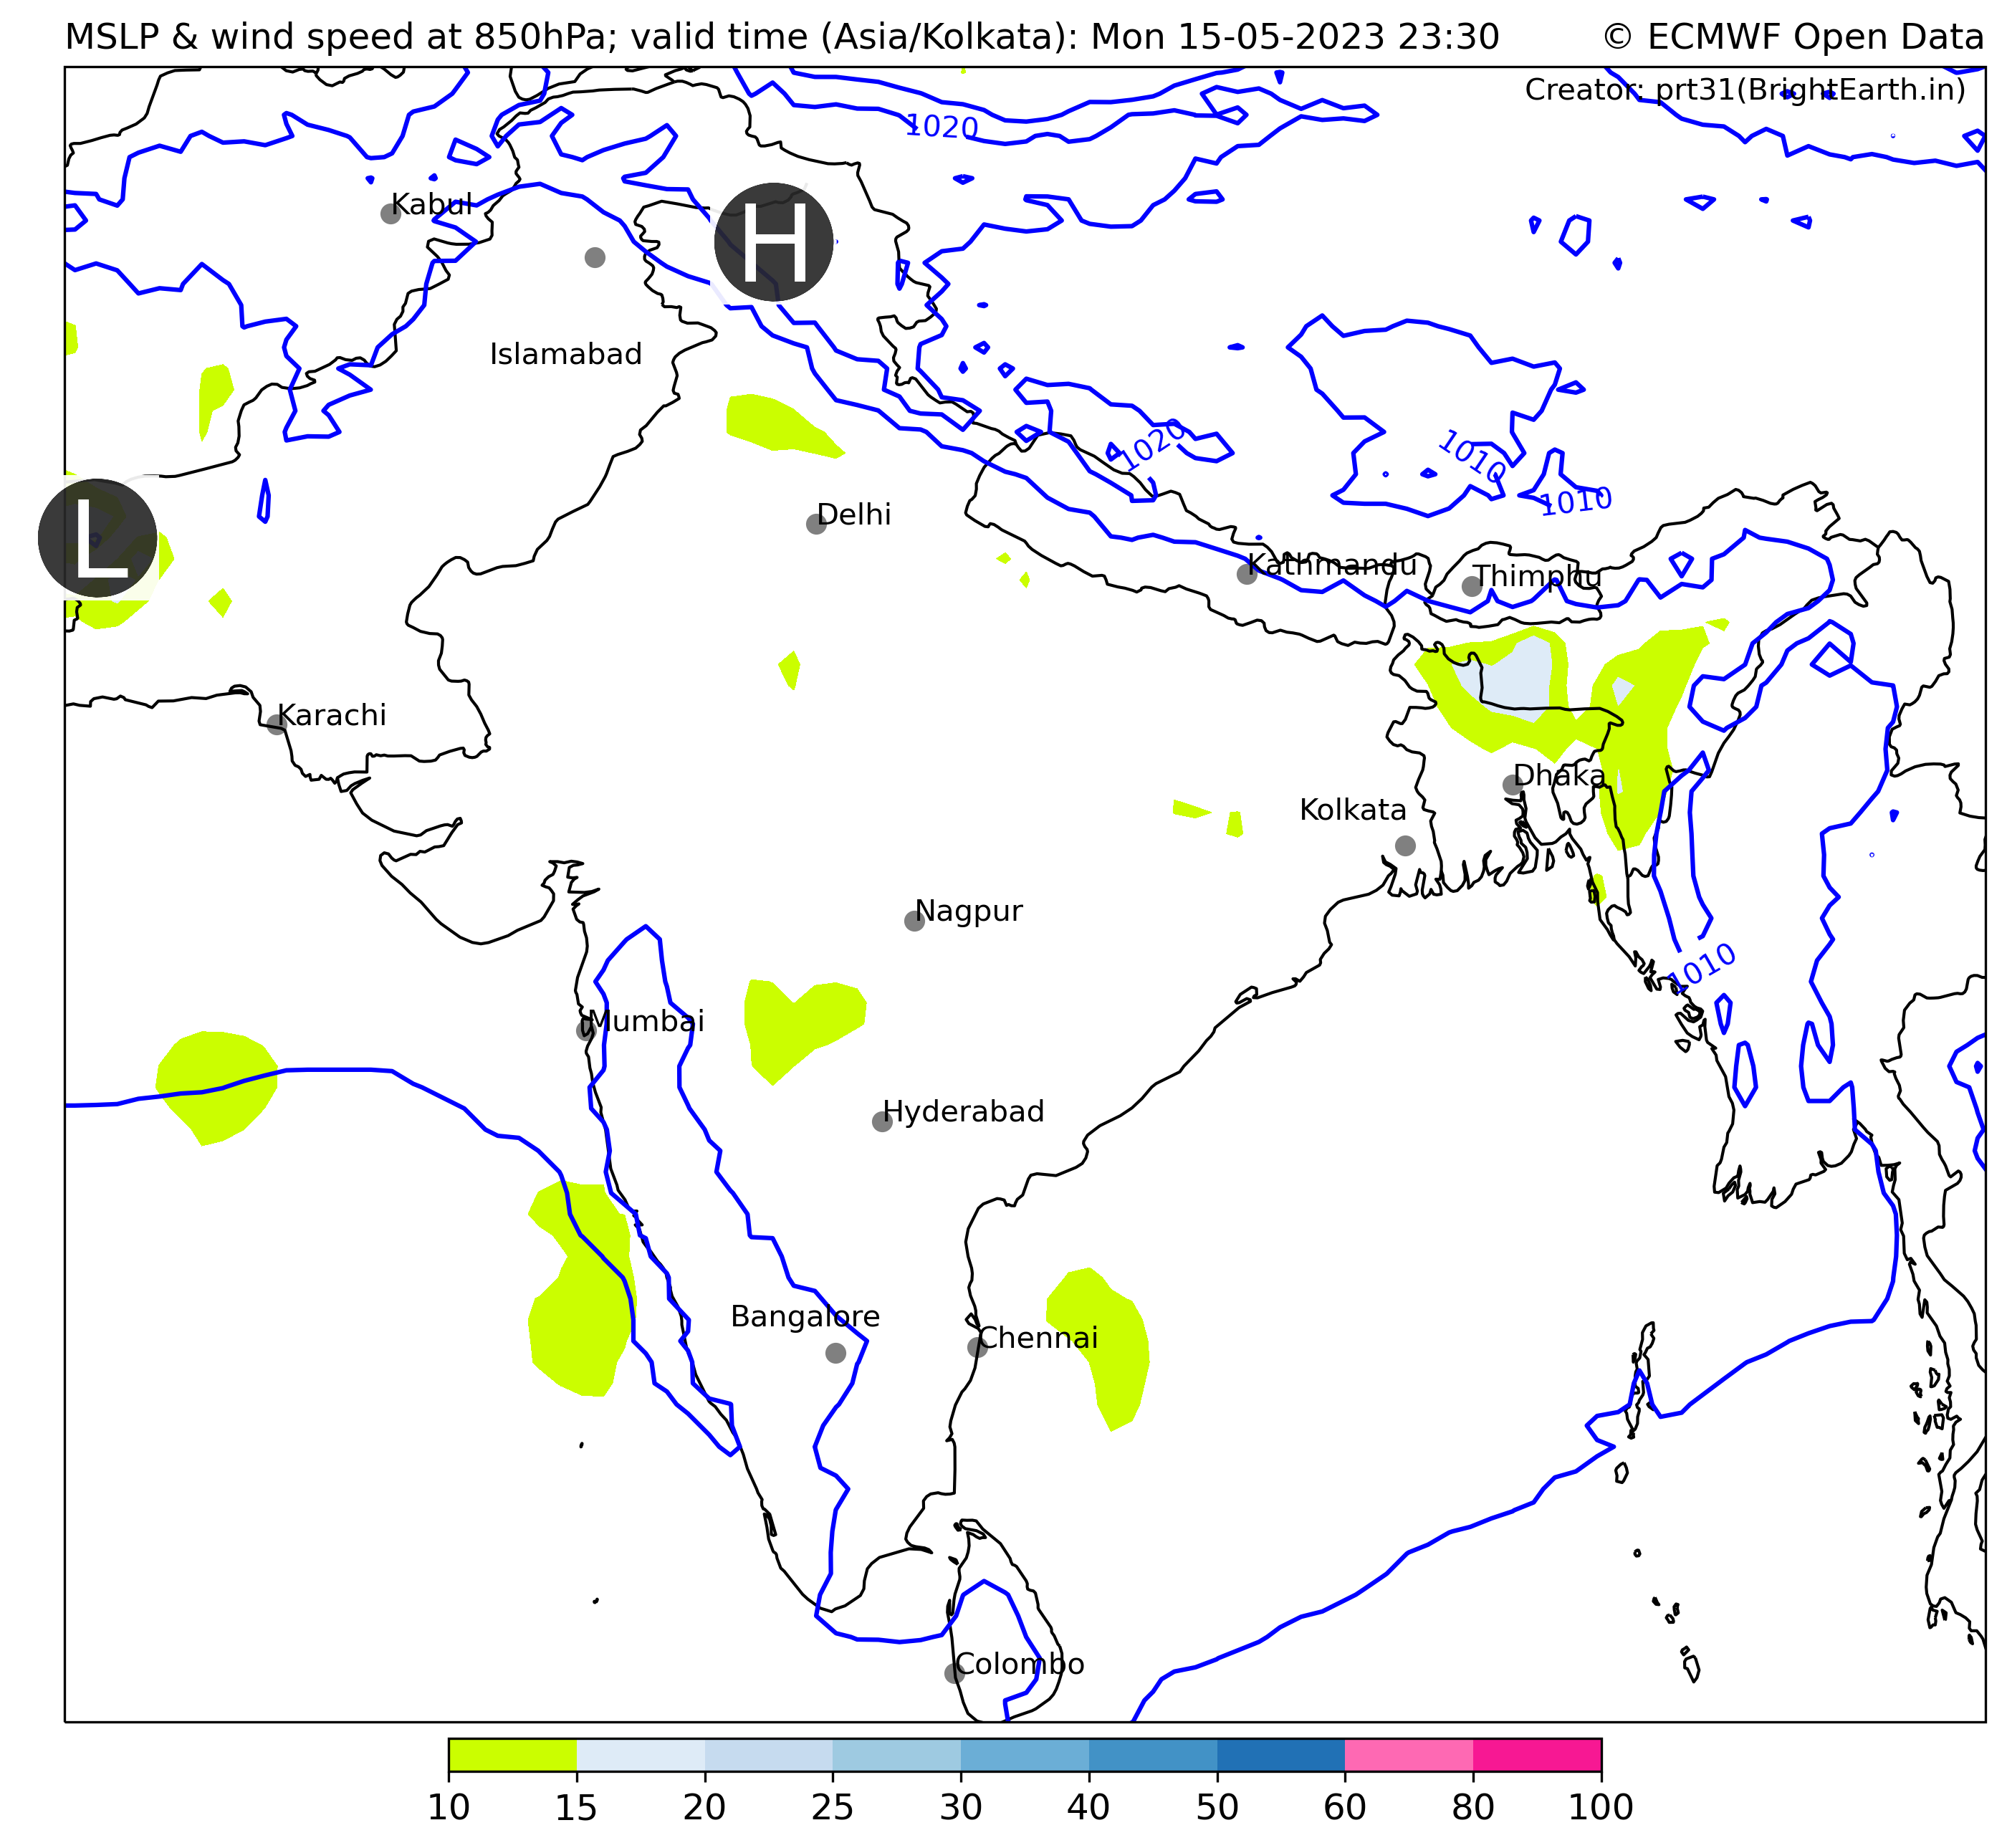 MSLP & wind speed at 850hPa; valid time (Asia/Kolkata): Mon 15-05-2023 23:30 © ECMWF Open Data
Creator: prt31(BrightEarth.in)
1020
Kabul
H
Islamabad
1020
1010
1010
L
Delhi
Kathmandu
Thimphu
Karachi
Dhaka
Kolkata
Nagpur
1010
Mumbai
Hyderabad
Bangalore
Chennai
Colombo
10 15 20 25 30 40 50 60 80 100